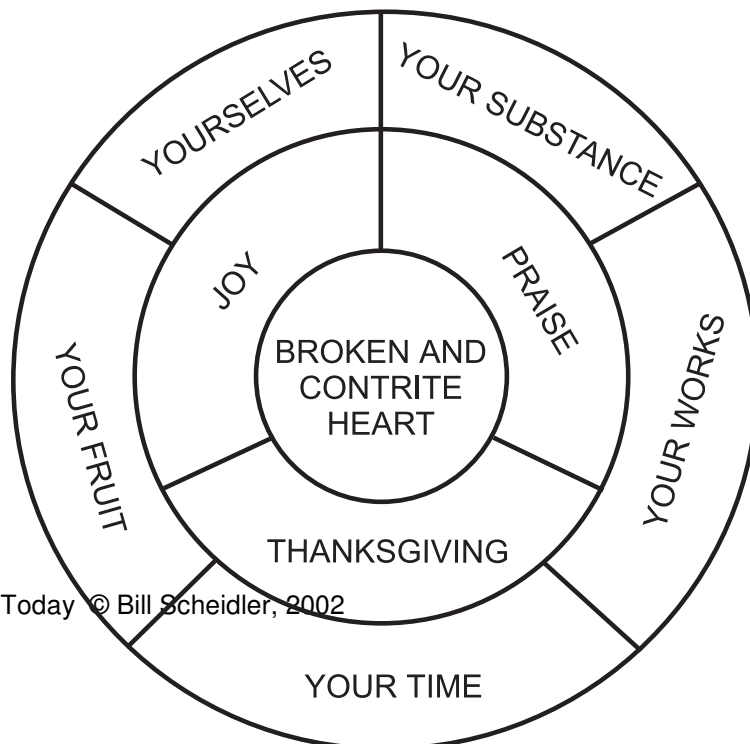 YOURSELVES
YOUR SUBSTANCE
JOY
PRAISE
BROKEN AND
CONTRITE
HEART
YOUR FRUIT
YOUR WORKS
THANKSGIVING
Today © Bill Scheidler, 2002
YOUR TIME